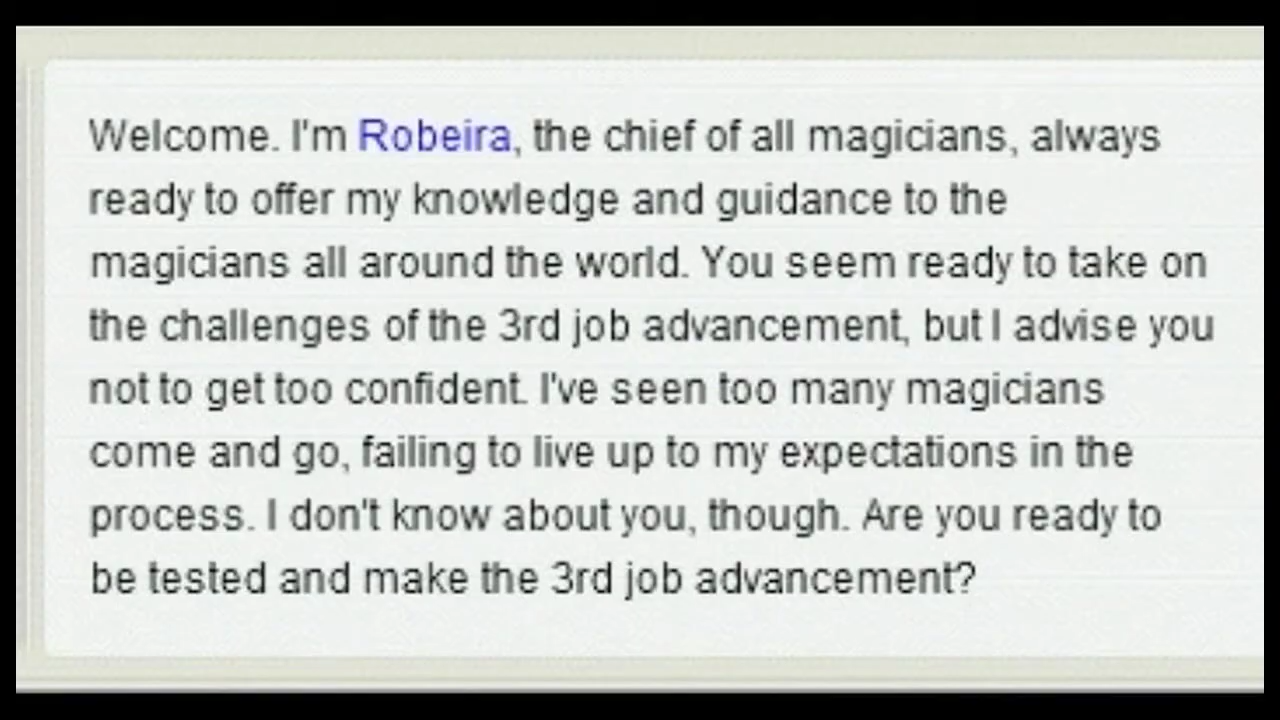 Welcome. I'm Robeira, the chief of all magicians, always
ready to offer my knowledge and guidance to the
magicians all around the world. You seem ready to take on
the challenges of the 3rd job advancement, but I advise you
not to get too confident. I've seen too many magicians
come and go, failing to live up to my expectations in the
process. I don't know about you, though. Are you ready to
be tested and make the 3rd job advancement?